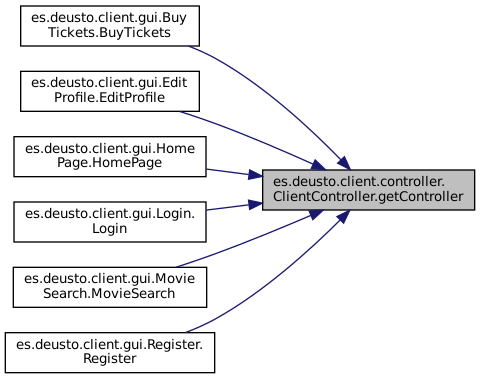 es.deusto.client.gui.Buy
Tickets.BuyTickets
es.deusto.client.gui.Edit
Profile.EditProfile
es.deusto.client.gui.Home
Page.HomePage
es.deusto.client.controller.
ClientController.getController
es.deusto.client.gui.Login.
Login
es.deusto.client.gui.Movie
Search.MovieSearch
es.deusto.client.gui.Register.
Register